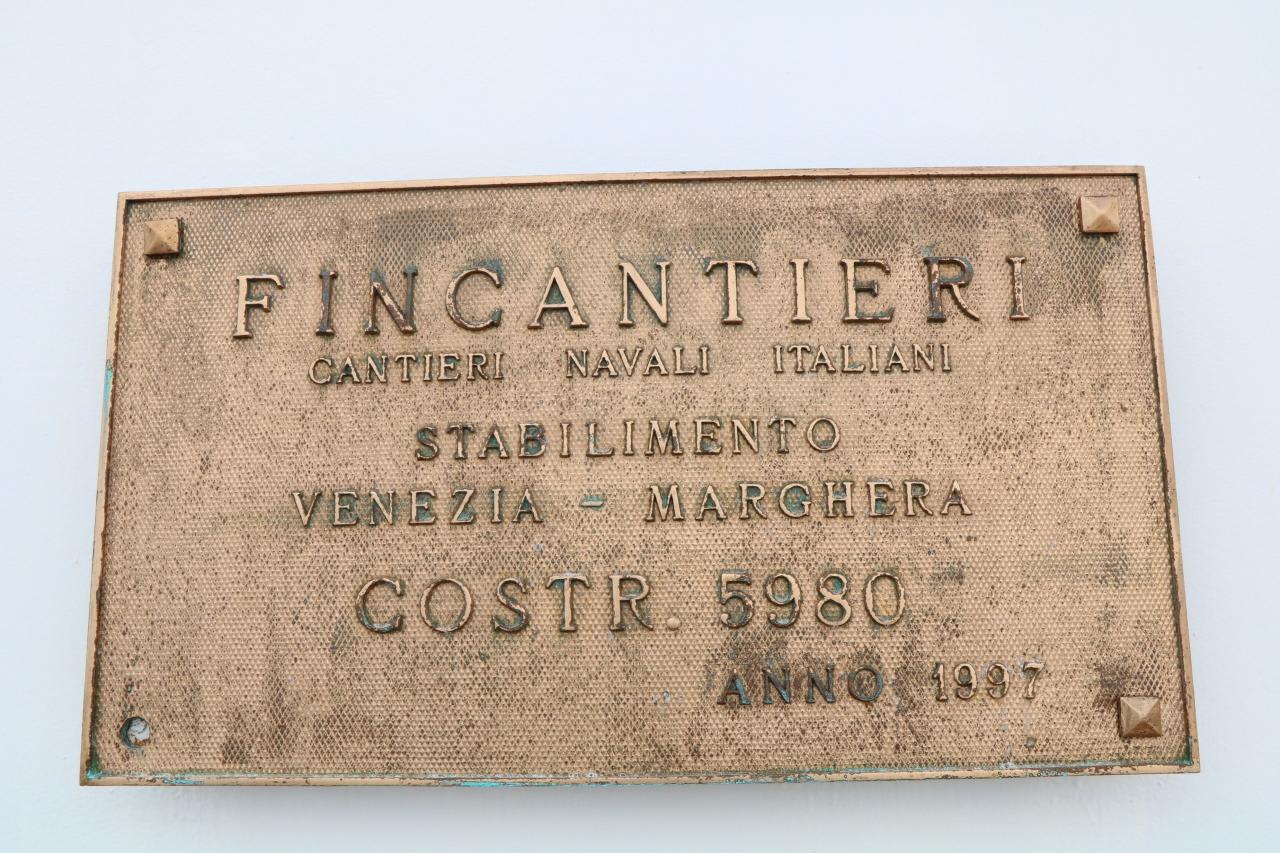 FINCANTIERI
CANTIERI NAVALI ITALIANI
STABILIMENTO
VENEZIA - MARGHERA
COSTR. 5980
ANNO 1997